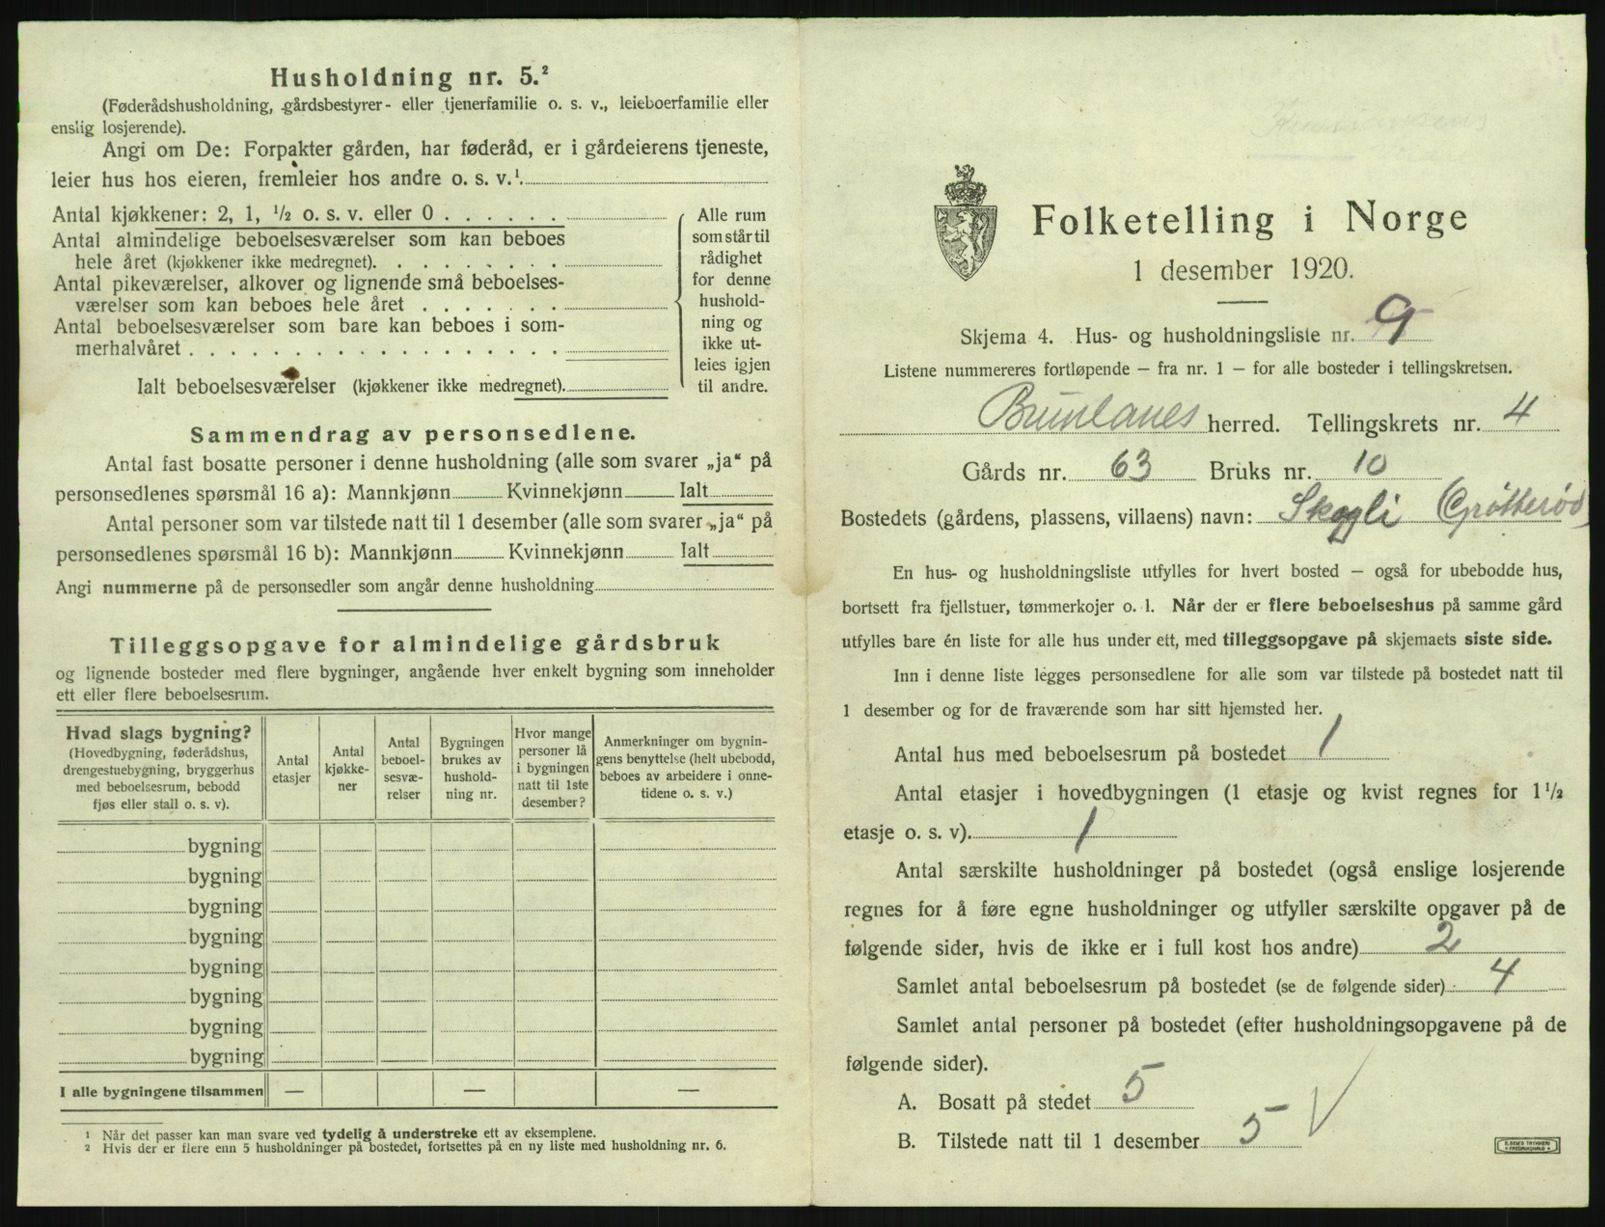 Husholdning nr. 5.²
(Føderådshusholdning, gårdsbestyrer- eller tjenerfamilie o. s. v., leieboerfamilie eller
enslig losjerende).
Angi om De: Forpakter gården, har føderåd, er i gårdeierens tjeneste,
leier hus hos eieren, fremleier hos andre o. s. v.¹
Antal kjøkkener: 2, 1, ½ o. s. v. eller 0
Antal almindelige beboelsesværelser som kan beboes
hele året (kjøkkener ikke medregnet).
Antal pikeværelser, alkover og lignende små beboelses-
værelser som kan beboes hele året
Antal beboelsesværelser som bare kan beboes i som-
merhalvåret
Ialt beboelsesværelser (kjøkkener ikke medregnet).
Alle rum
som står til
rådighet
for denne
hushold-
ning og
ikke ut-
leies igjen
til andre.
Sammendrag av personsedlene.
Antal fast bosatte personer i denne husholdning (alle som svarer „ja“ på
personsedlenes spørsmål 16 a): Mannkjønn Kvinnekjønn Ialt
Antal personer som var tilstede natt til 1 desember (alle som svarer „ja“ på
personsedlenes spørsmål 16 b): Mannkjønn Kvinnekjønn Ialt
Angi nummerne på de personsedler som angår denne husholdning
Tilleggsopgave for almindelige gårdsbruk
og lignende bosteder med flere bygninger, angående hver enkelt bygning som inneholder
ett eller flere beboelsesrum.
Hvad slags bygning?
(Hovedbygning, føderådshus,
drengestuebygning, bryggerhus
med beboelsesrum, bebodd
fjøs eller stall o. s. v).
Antal
etasjer
Antal
kjøkke-
ner
Antal
beboel-
sesvæ-
relser
Bygningen
brukes av
hushold-
ning nr.
Hvor mange
personer lå
i bygningen
natt til 1ste
desember?
Anmerkninger om bygnin-
gens benyttelse (helt ubebodd,
beboes av arbeidere i onne-
tidene o. s. v.)
bygning
bygning
bygning
bygning
bygning
bygning
bygning
bygning
I alle bygningene tilsammen — — —
¹ Når det passer kan man svare ved tydelig å understreke ett av eksemplene.
² Hvis der er flere enn 5 husholdninger på bostedet, fortsettes på en ny liste med husholdning nr. 6.
Folketelling i Norge
1 desember 1920.
Skjema 4. Hus- og husholdningsliste nr. 9
Listene nummereres fortløpende – fra nr. 1 – for alle bosteder i tellingskretsen.
Brunlanes herred. Tellingskrets nr. 4
Gårds nr. 63 Bruks nr. 10
Bostedets (gårdens, plassens, villaens) navn: Skogli (Grøtterød)
En hus- og husholdningsliste utfylles for hvert bosted – også for ubebodde hus,
bortsett fra fjellstuer, tømmerkojer o. l. Når der er flere beboelseshus på samme gård
utfylles bare én liste for alle hus under ett, med tilleggsopgave på skjemaets siste side.
Inn i denne liste legges personsedlene for alle som var tilstede på bostedet natt til
1 desember og for de fraværende som har sitt hjemsted her.
Antal hus med beboelsesrum på bostedet 1
Antal etasjer i hovedbygningen (1 etasje og kvist regnes for 1½
etasje o. s. v). 1
Antal særskilte husholdninger på bostedet (også enslige losjerende
regnes for å føre egne husholdninger og utfyller særskilte opgaver på de
følgende sider, hvis de ikke er i full kost hos andre) 2
Samlet antal beboelsesrum på bostedet (se de følgende sider) 4
Samlet antal personer på bostedet (efter husholdningsopgavene på de
følgende sider).
A. Bosatt på stedet 5
B. Tilstede natt til 1 desember 5